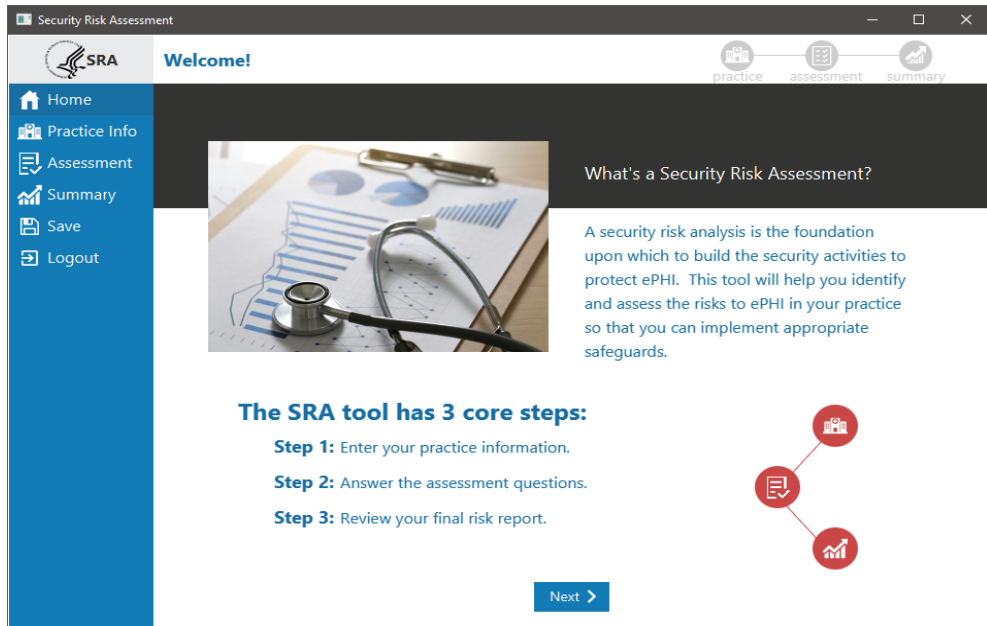 Security Risk Assessment
SRA
Welcome!
practice
assessment
summary
Home
Practice Info
Assessment
Summary
Save
Logout
What's a Security Risk Assessment?
A security risk analysis is the foundation
upon which to build the security activities to
protect ePHI. This tool will help you identify
and assess the risks to ePHI in your practice
so that you can implement appropriate
safeguards.
The SRA tool has 3 core steps:
Step 1: Enter your practice information.
Step 2: Answer the assessment questions.
Step 3: Review your final risk report.
Next